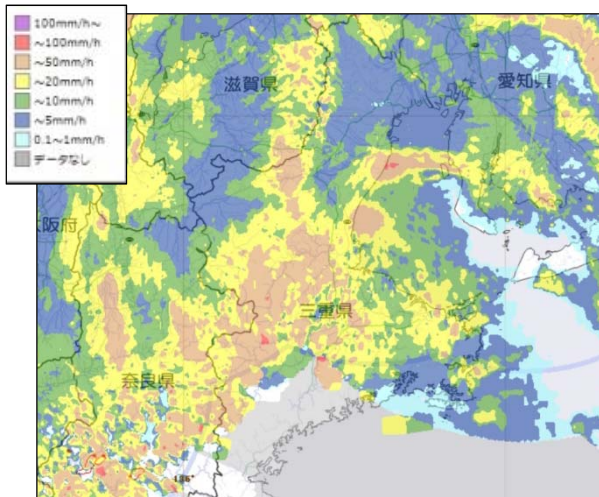 100mm/h～
～100mm/h
～50mm/h
～20mm/h
～10mm/h
～5mm/h
0.1～1mm/h
データなし
滋賀県
愛知県
大阪府
三重県
奈良県
136°